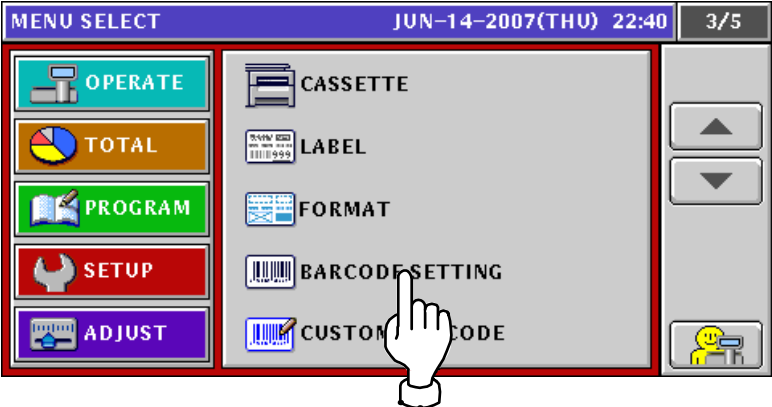 MENU SELECT JUN-14-2007(THU) 22:40 3/5
OPERATE
TOTAL
PROGRAM
SETUP
ADJUST
CASSETTE
LABEL
FORMAT
BARCODE SETTING
CODE